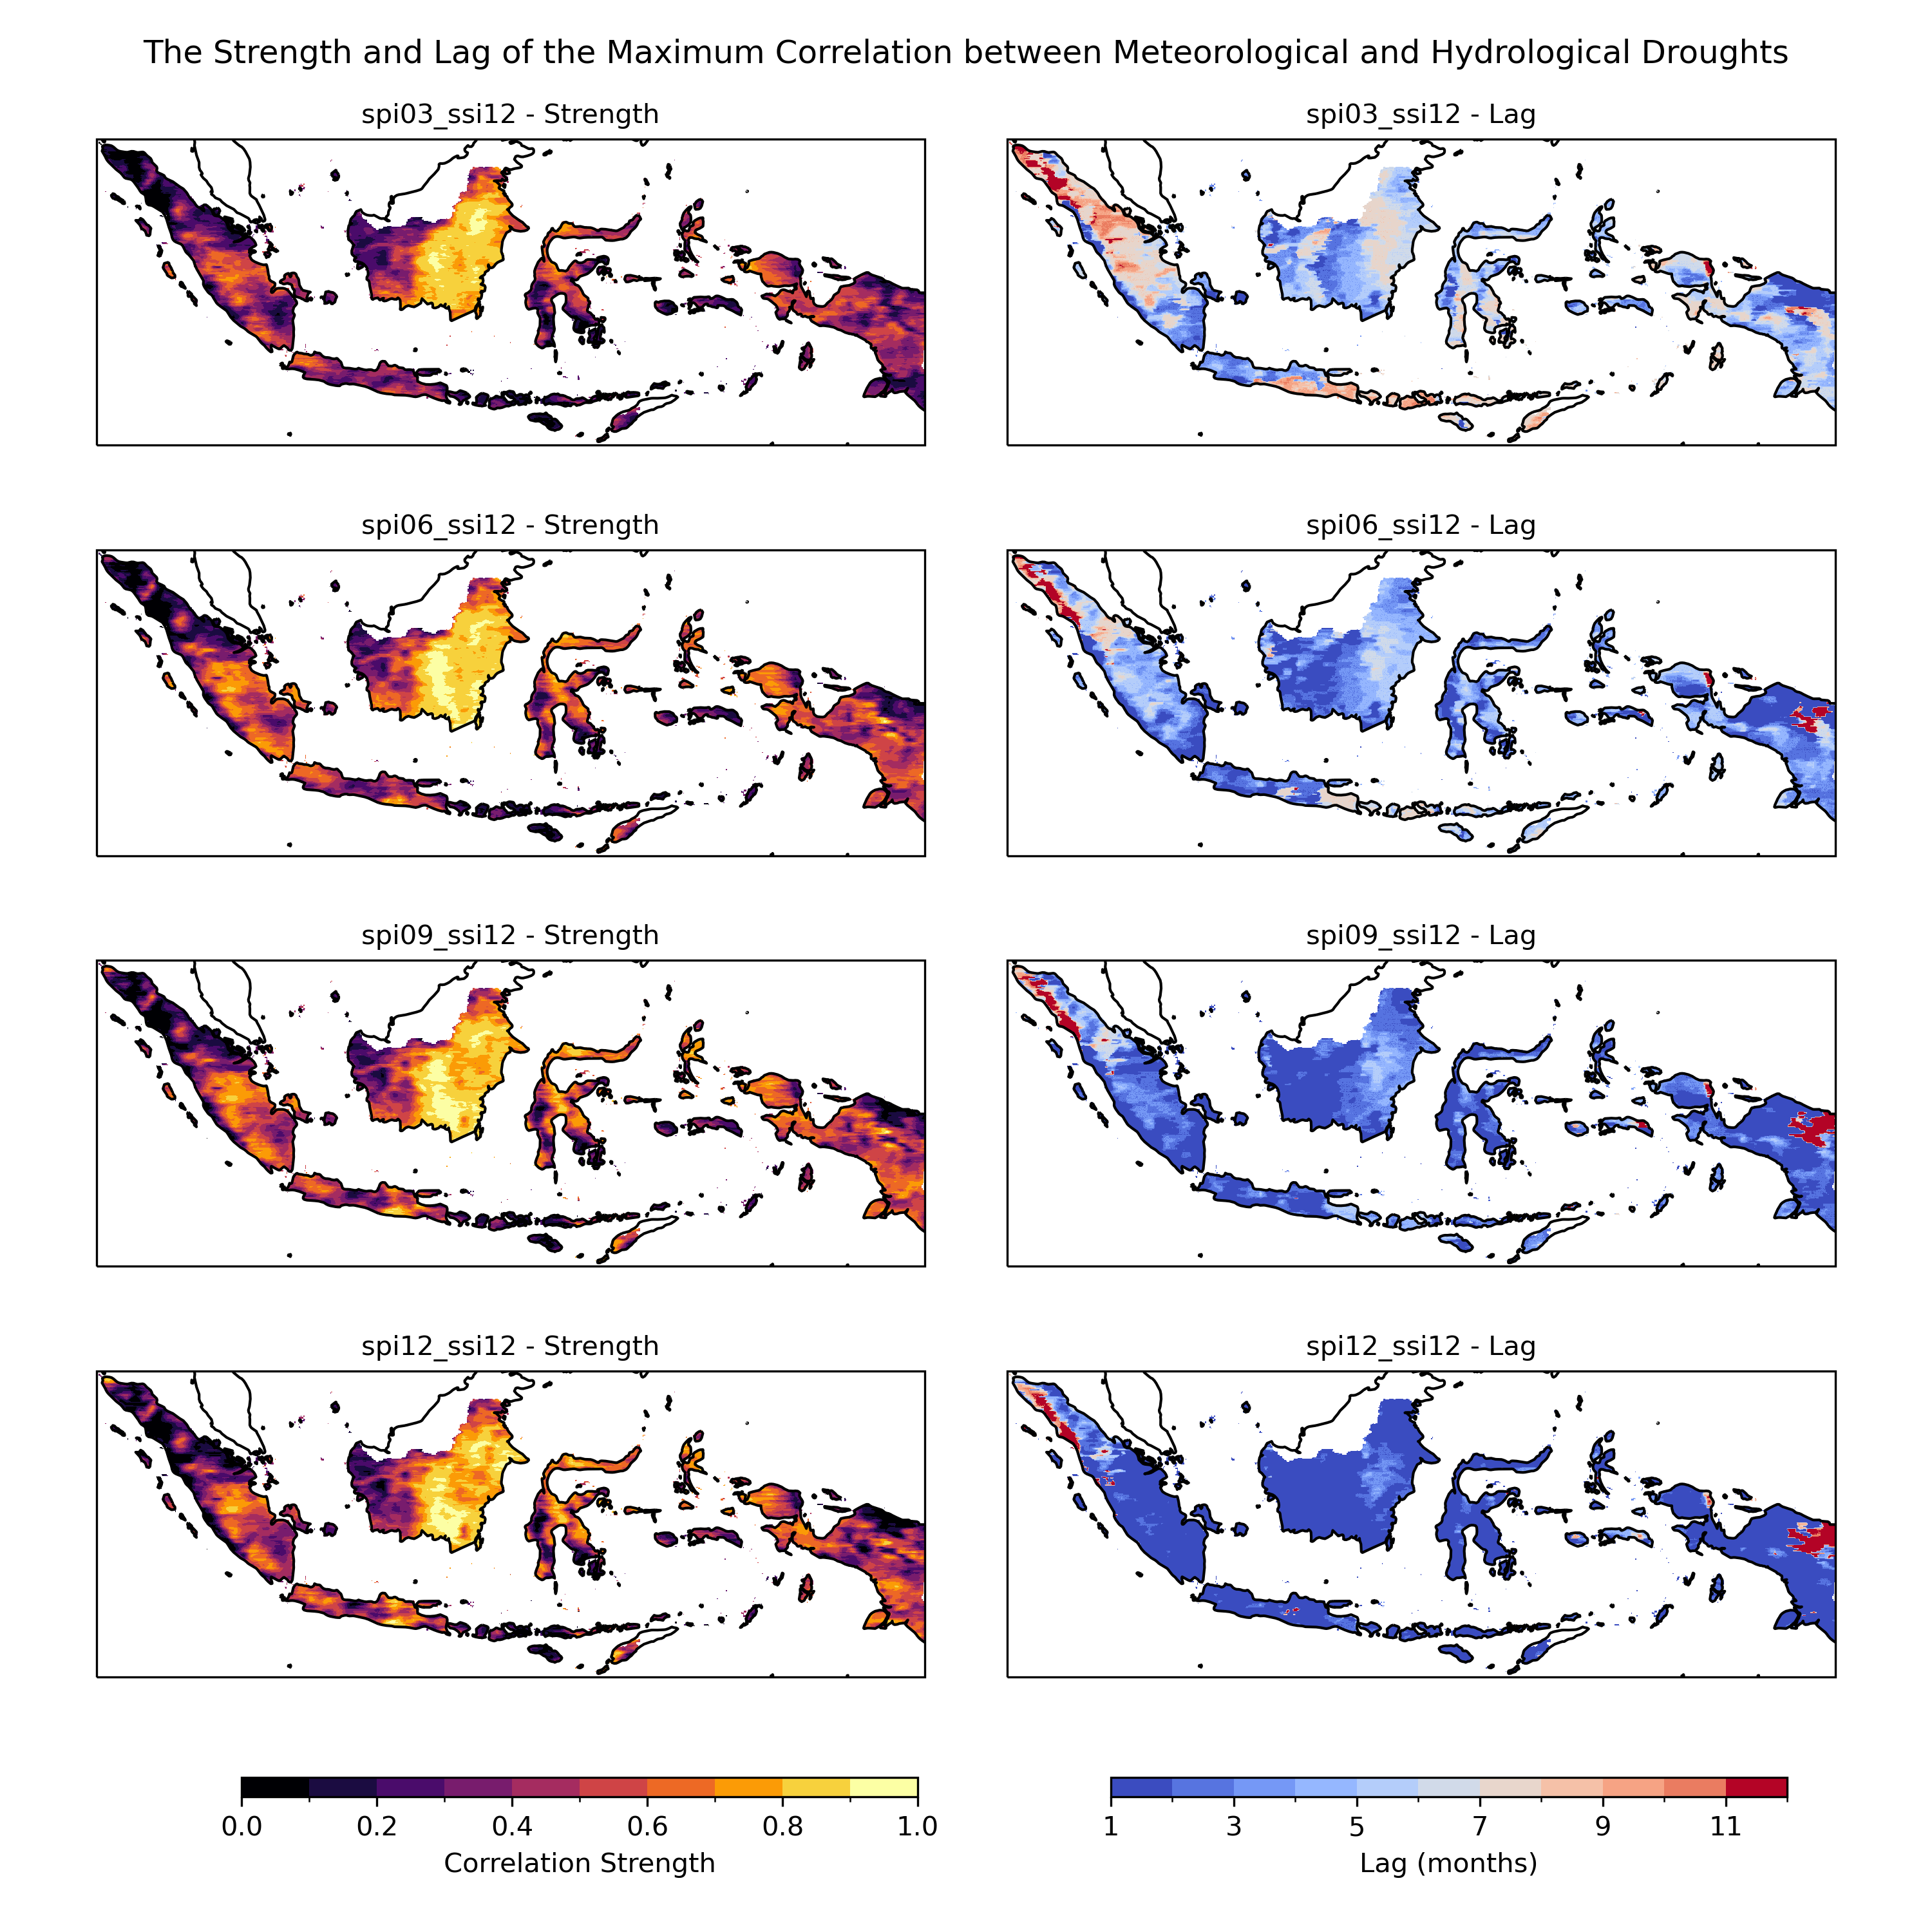 The Strength and Lag of the Maximum Correlation between Meteorological and Hydrological Droughts
spi03_ssi12 - Strength
spi03_ssi12 - Lag
spi06_ssi12 - Strength
spi06_ssi12 - Lag
spi09_ssi12 - Strength
spi09_ssi12 - Lag
spi12_ssi12 - Strength
spi12_ssi12 - Lag
0.0 0.2 0.4 0.6 0.8 1.0
Correlation Strength
1 3 5 7 9 11
Lag (months)